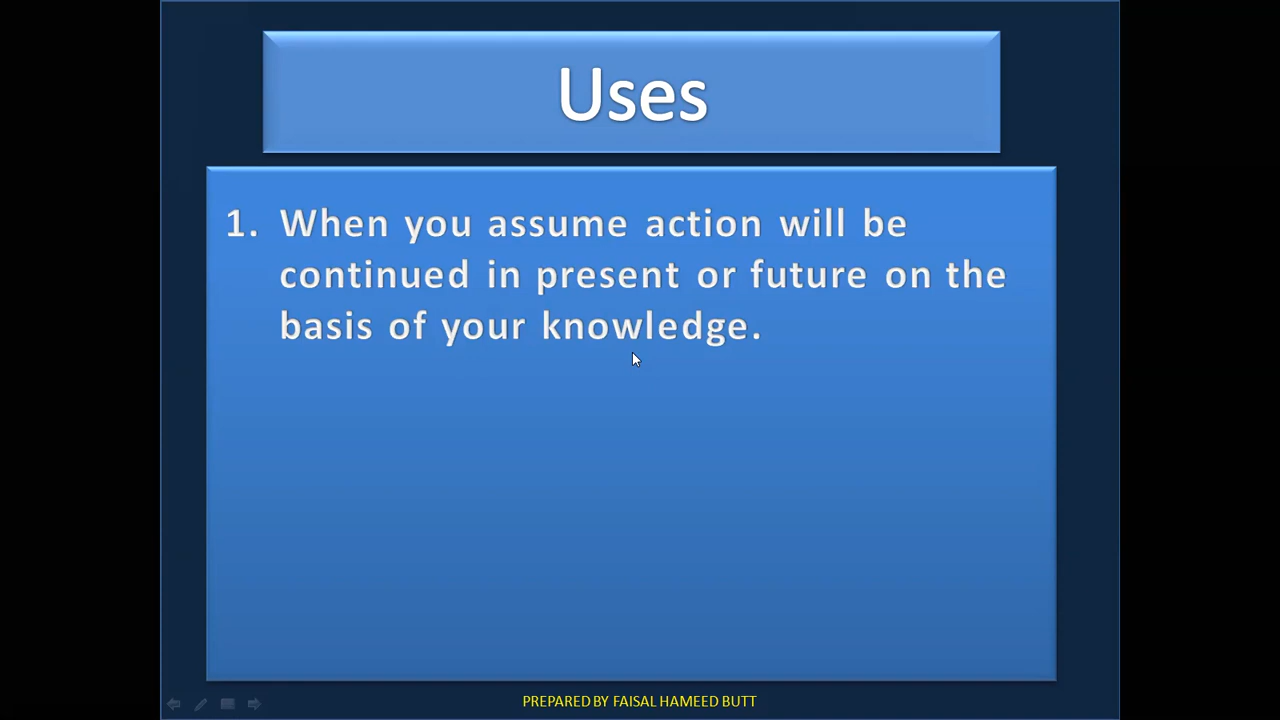 Uses
1. When you assume action will be
continued in present or future on the
basis of your knowledge.
PREPARED BY FAISAL HAMEED BUTT